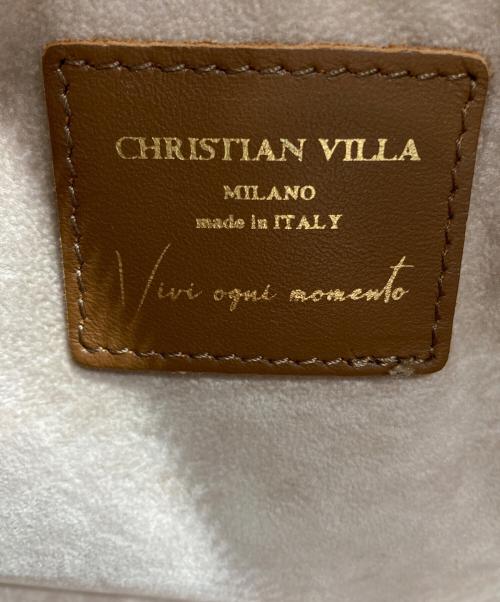 CHRISTIAN VILLA
MILANO
made in ITALY
Vivi ogni momento